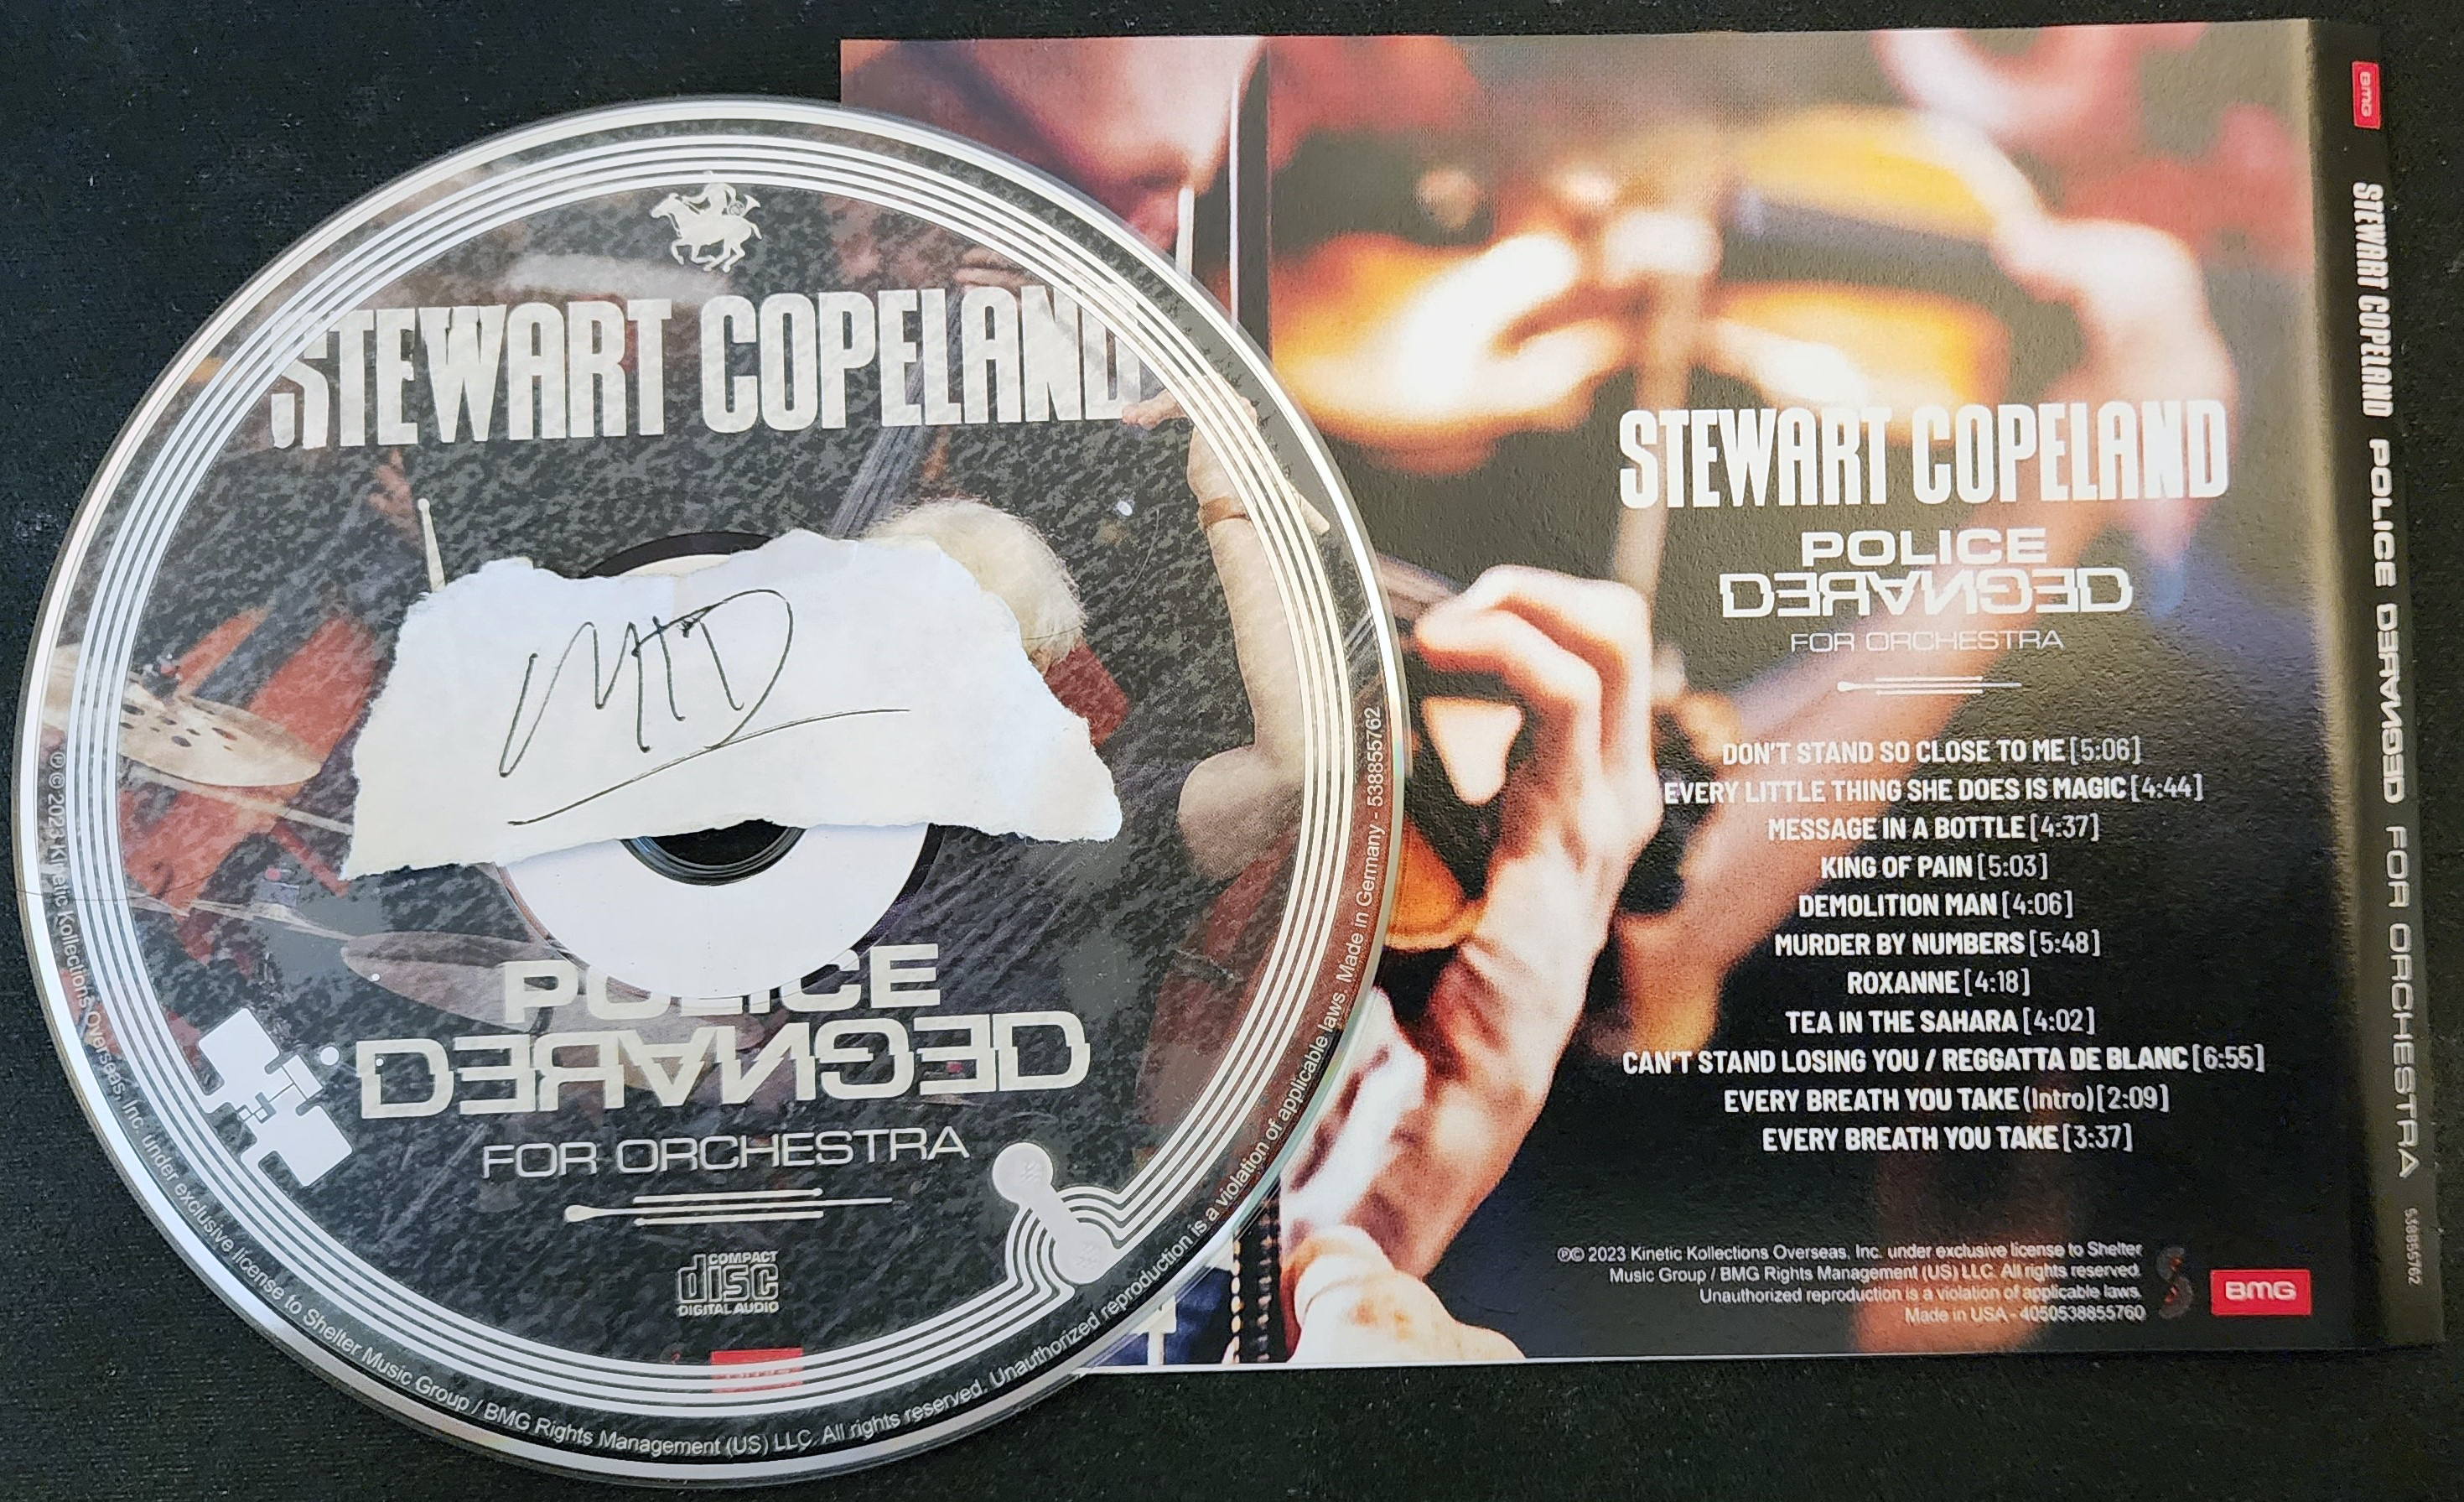 STEWART COPELAND
MTD
POLICE
DERANGED
FOR ORCHESTRA
COMPACT
disc
DIGITAL AUDIO
℗© 2023 Kinetic Kollections Overseas, Inc. under exclusive license to Shelter Music Group / BMG Rights Management (US) LLC. All rights reserved. Unauthorized reproduction is a violation of applicable laws. Made in Germany - 538855762
STEWART COPELAND
POLICE
DERANGED
FOR ORCHESTRA
DON'T STAND SO CLOSE TO ME [5:06]
EVERY LITTLE THING SHE DOES IS MAGIC [4:44]
MESSAGE IN A BOTTLE [4:37]
KING OF PAIN [5:03]
DEMOLITION MAN [4:06]
MURDER BY NUMBERS [5:48]
ROXANNE [4:18]
TEA IN THE SAHARA [4:02]
CAN'T STAND LOSING YOU / REGGATTA DE BLANC [6:55]
EVERY BREATH YOU TAKE (Intro) [2:09]
EVERY BREATH YOU TAKE [3:37]
℗© 2023 Kinetic Kollections Overseas, Inc. under exclusive license to Shelter
Music Group / BMG Rights Management (US) LLC. All rights reserved.
Unauthorized reproduction is a violation of applicable laws.
Made in USA - 4050538855760
BMG
BMG STEWART COPELAND POLICE DERANGED FOR ORCHESTRA 538855762